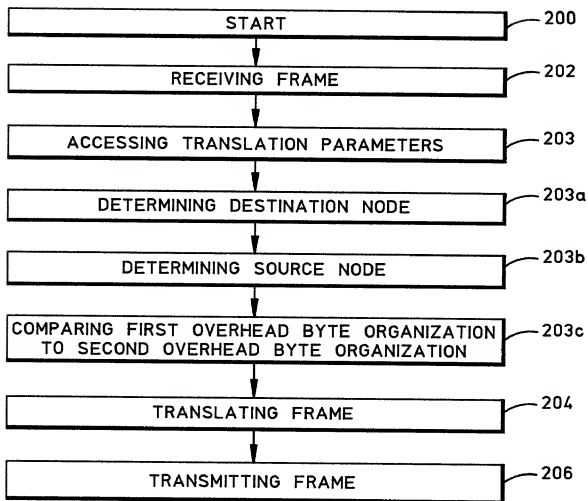 START 200
RECEIVING FRAME 202
ACCESSING TRANSLATION PARAMETERS 203
DETERMINING DESTINATION NODE 203a
DETERMINING SOURCE NODE 203b
COMPARING FIRST OVERHEAD BYTE ORGANIZATION 203c
TO SECOND OVERHEAD BYTE ORGANIZATION
TRANSLATING FRAME 204
TRANSMITTING FRAME 206